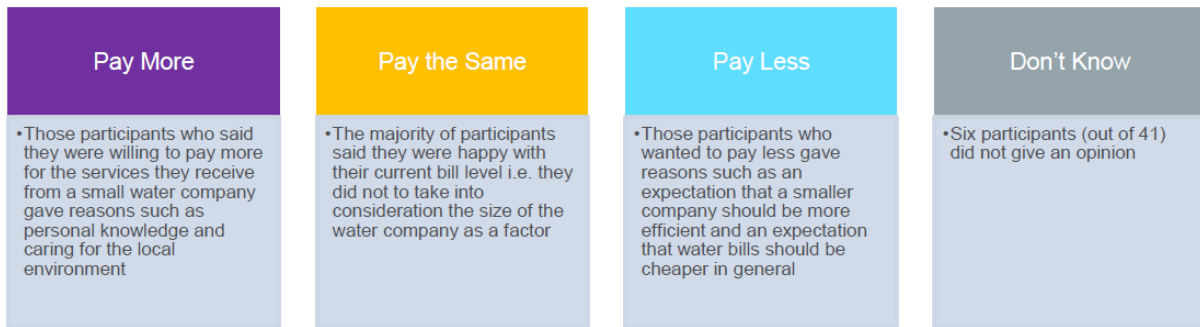 Pay More
•Those participants who said
they were willing to pay more
for the services they receive
from a small water company
gave reasons such as
personal knowledge and
caring for the local
environment
Pay the Same
•The majority of participants
said they were happy with
their current bill level i.e. they
did not to take into
consideration the size of the
water company as a factor
Pay Less
•Those participants who
wanted to pay less gave
reasons such as an
expectation that a smaller
company should be more
efficient and an expectation
that water bills should be
cheaper in general
Don’t Know
•Six participants (out of 41)
did not give an opinion